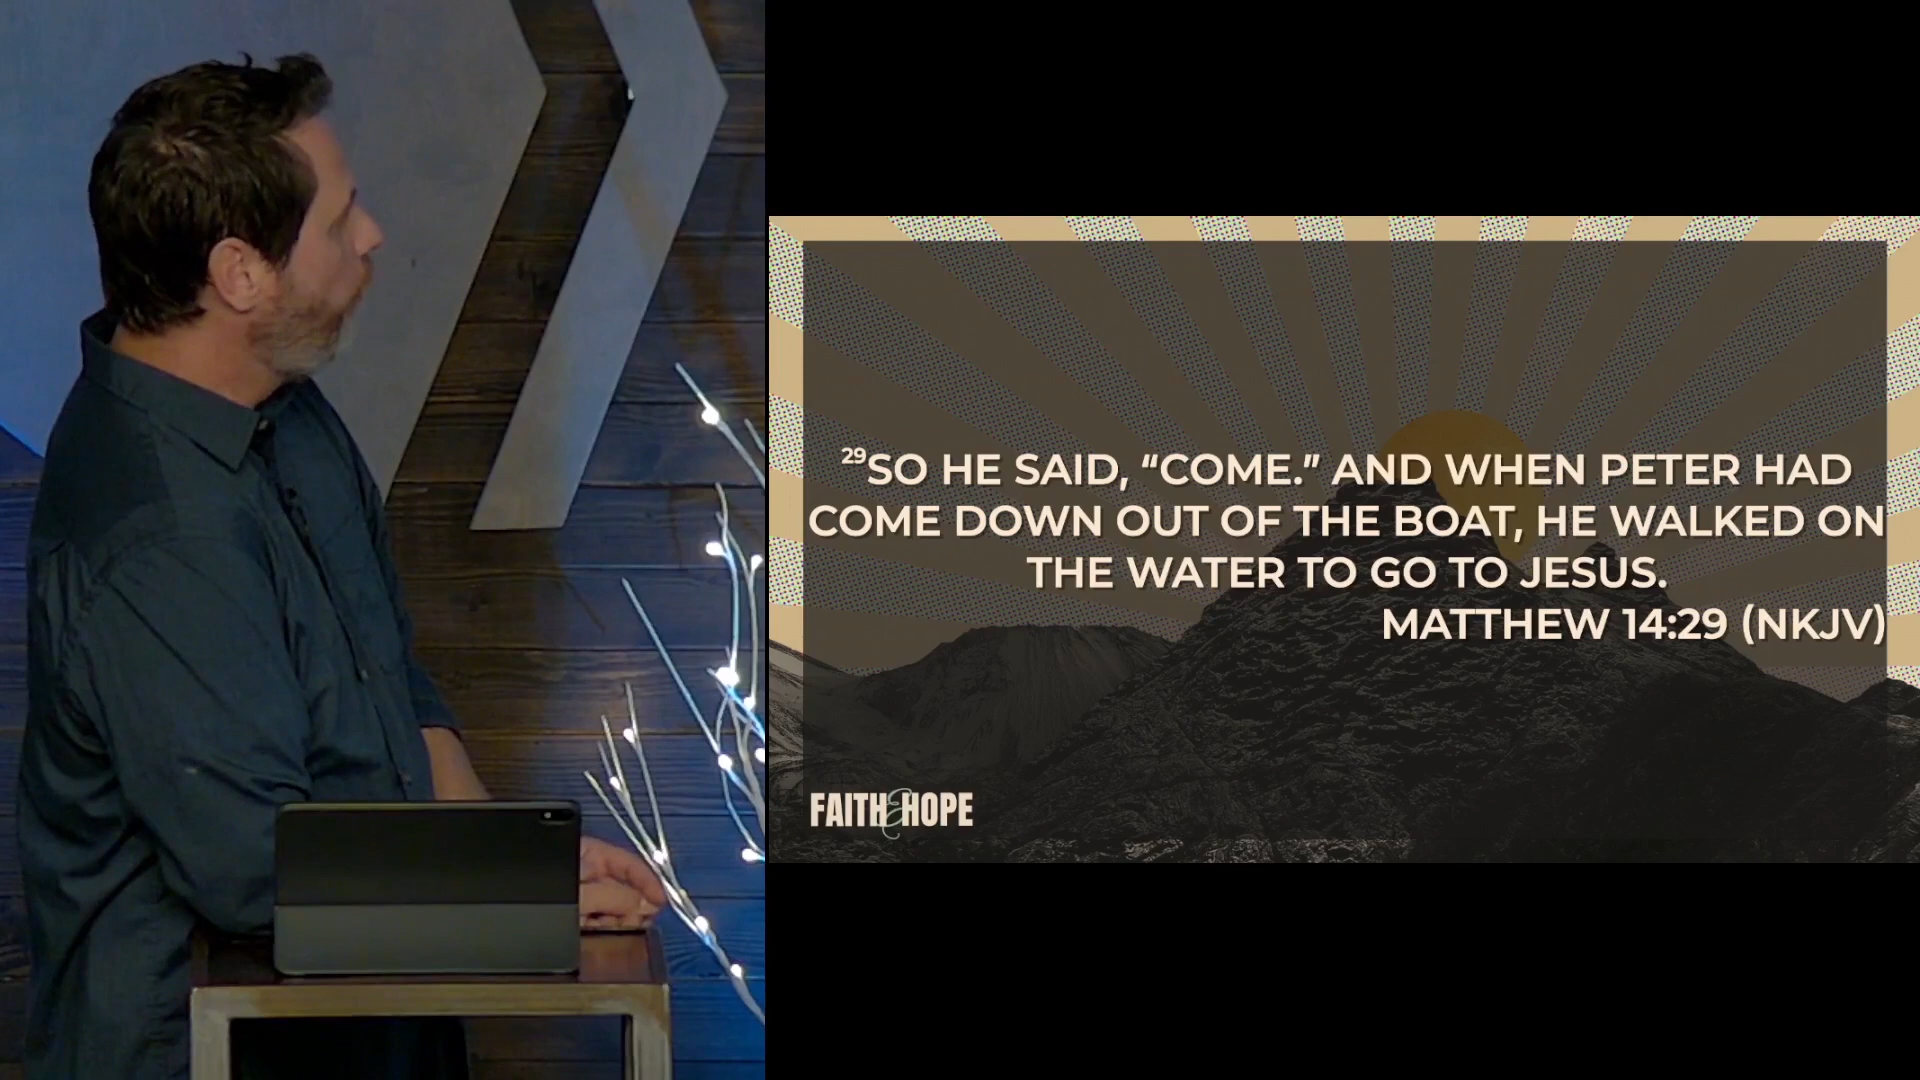 ²⁹SO HE SAID, “COME.” AND WHEN PETER HAD
COME DOWN OUT OF THE BOAT, HE WALKED ON
THE WATER TO GO TO JESUS.
MATTHEW 14:29 (NKJV)
FAITH & HOPE